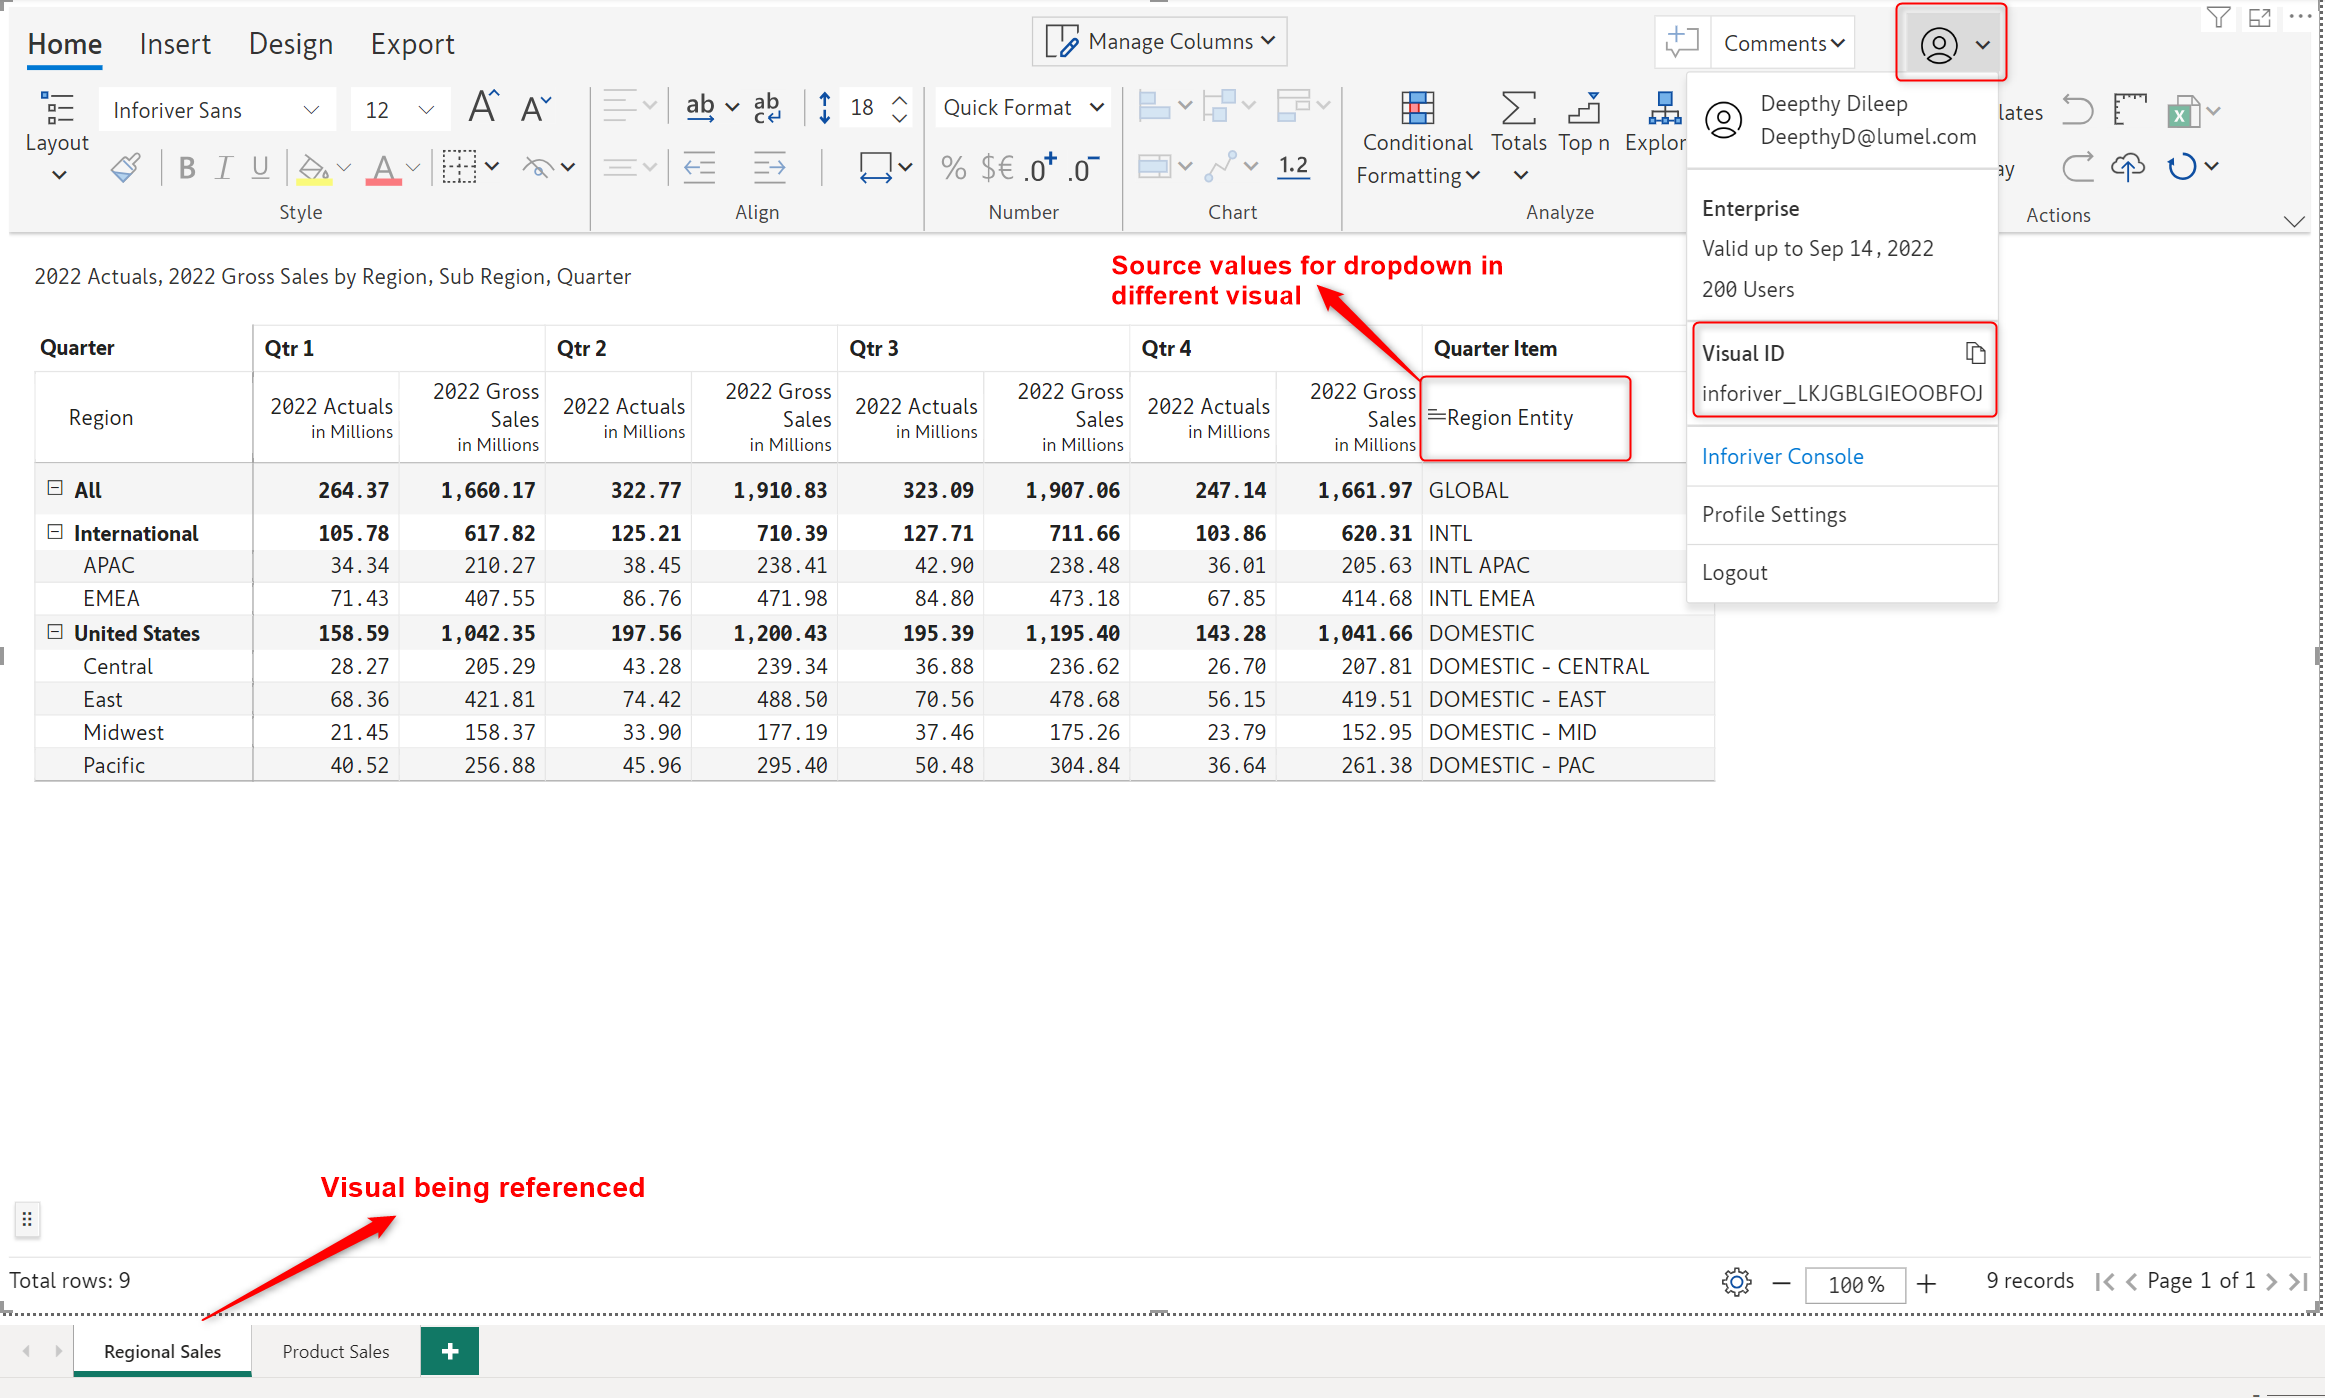 Home Insert Design Export Manage Columns Comments
Inforiver Sans 12 18 Quick Format
Layout
Conditional Formatting Totals Top n Explor
lates
ay
B I U A % $€ .0 .0 1.2
ab ab c
Style Align Number Chart Analyze Actions
Deepthy Dileep
DeepthyD@lumel.com
Enterprise
Valid up to Sep 14, 2022
200 Users
Visual ID
inforiver_LKJGBLGIEOOBFOJ
Inforiver Console
Profile Settings
Logout
2022 Actuals, 2022 Gross Sales by Region, Sub Region, Quarter
Source values for dropdown in
different visual
Quarter Qtr 1 Qtr 2 Qtr 3 Qtr 4 Quarter Item
Region 2022 Actuals in Millions 2022 Gross Sales in Millions 2022 Actuals in Millions 2022 Gross Sales in Millions 2022 Actuals in Millions 2022 Gross Sales in Millions 2022 Actuals in Millions 2022 Gross Sales in Millions Region Entity
All 264.37 1,660.17 322.77 1,910.83 323.09 1,907.06 247.14 1,661.97 GLOBAL
International 105.78 617.82 125.21 710.39 127.71 711.66 103.86 620.31 INTL
APAC 34.34 210.27 38.45 238.41 42.90 238.48 36.01 205.63 INTL APAC
EMEA 71.43 407.55 86.76 471.98 84.80 473.18 67.85 414.68 INTL EMEA
United States 158.59 1,042.35 197.56 1,200.43 195.39 1,195.40 143.28 1,041.66 DOMESTIC
Central 28.27 205.29 43.28 239.34 36.88 236.62 26.70 207.81 DOMESTIC - CENTRAL
East 68.36 421.81 74.42 488.50 70.56 478.68 56.15 419.51 DOMESTIC - EAST
Midwest 21.45 158.37 33.90 177.19 37.46 175.26 23.79 152.95 DOMESTIC - MID
Pacific 40.52 256.88 45.96 295.40 50.48 304.84 36.64 261.38 DOMESTIC - PAC
Visual being referenced
Total rows: 9 100% 9 records Page 1 of 1
Regional Sales Product Sales